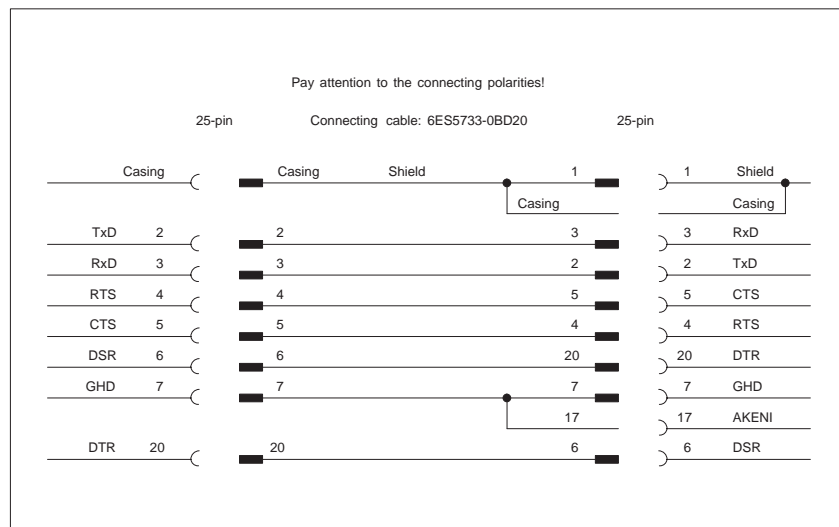 Pay attention to the connecting polarities!
25-pin Connecting cable: 6ES5733-0BD20 25-pin
Casing Casing Shield 1 1 Shield
Casing Casing
TxD 2 2 3 3 RxD
RxD 3 3 2 2 TxD
RTS 4 4 5 5 CTS
CTS 5 5 4 4 RTS
DSR 6 6 20 20 DTR
GHD 7 7 7 7 GHD
17 17 AKENI
DTR 20 20 6 6 DSR